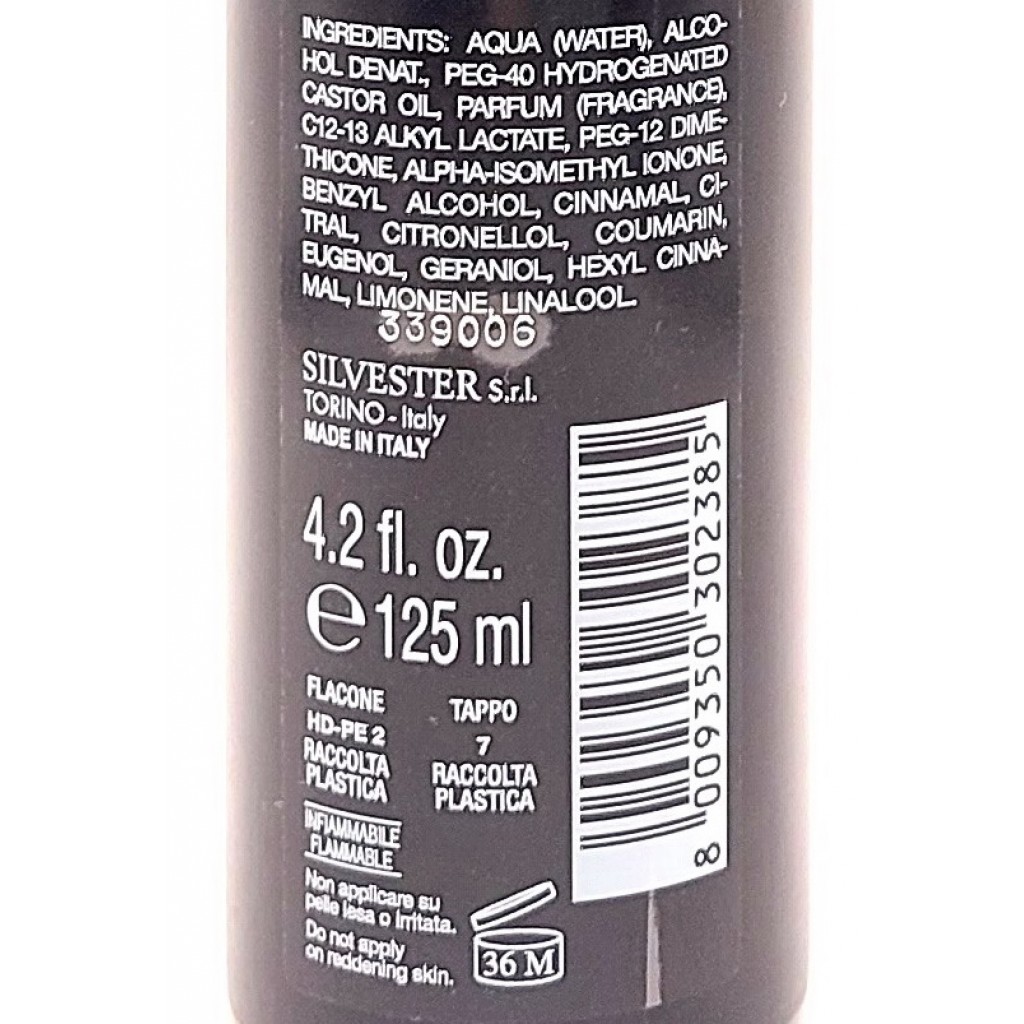 INGREDIENTS: AQUA (WATER), ALCO-
HOL DENAT., PEG-40 HYDROGENATED
CASTOR OIL, PARFUM (FRAGRANCE),
C12-13 ALKYL LACTATE, PEG-12 DIME-
THICONE, ALPHA-ISOMETHYL IONONE,
BENZYL ALCOHOL, CINNAMAL, CI-
TRAL, CITRONELLOL, COUMARIN,
EUGENOL, GERANIOL, HEXYL CINNA-
MAL, LIMONENE, LINALOOL.
339006
SILVESTER s.r.l.
TORINO - Italy
MADE IN ITALY
4.2 fl. oz.
℮ 125 ml
FLACONE
HD-PE 2
RACCOLTA
PLASTICA
TAPPO
7
RACCOLTA
PLASTICA
INFIAMMABILE
FLAMMABLE
Non applicare su
pelle lesa o irritata.
Do not apply
on reddening skin.
36 M
8 009350 302385